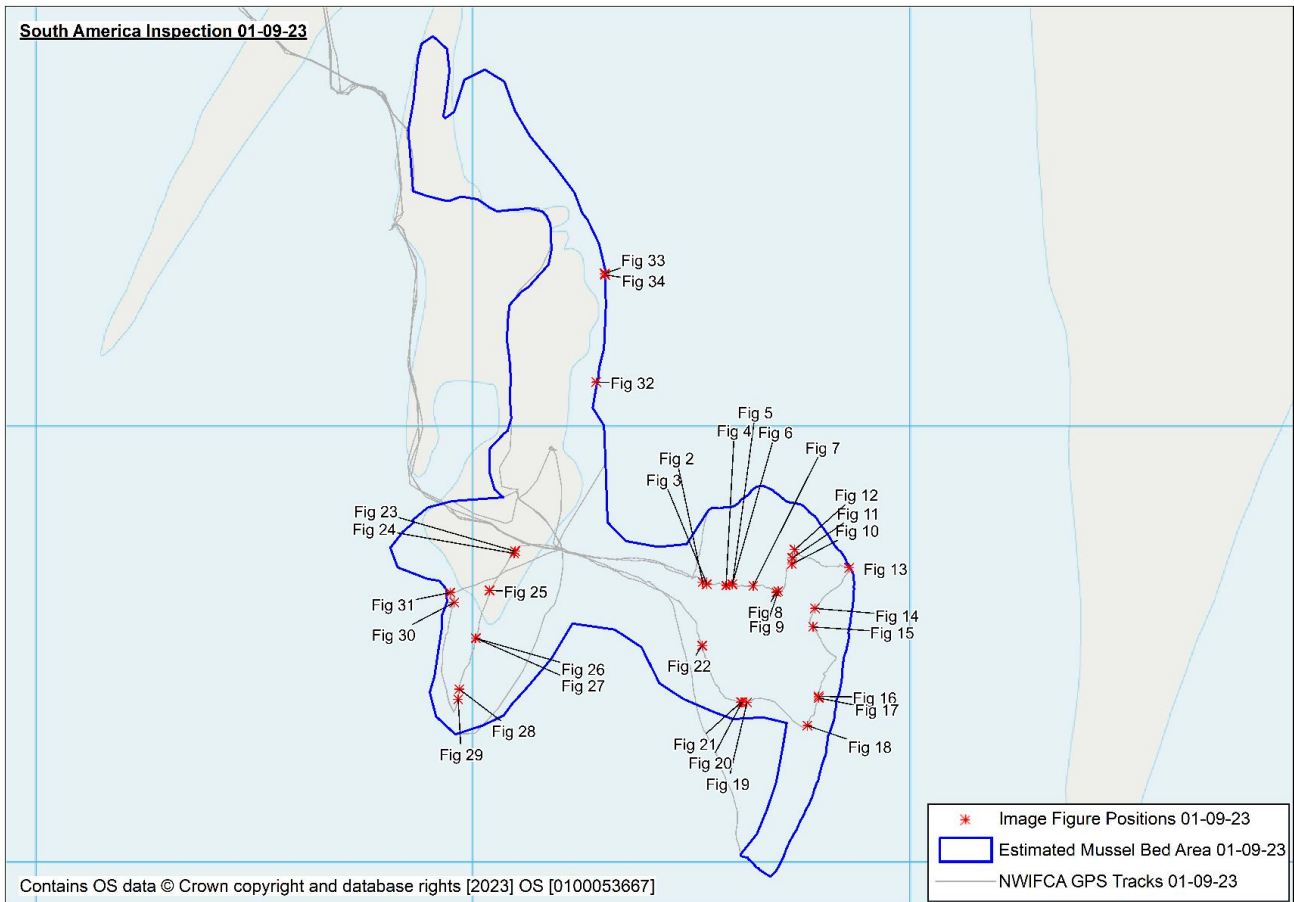 South America Inspection 01-09-23
Fig 33
Fig 34
Fig 32
Fig 5
Fig 4
Fig 6
Fig 7
Fig 2
Fig 3
Fig 12
Fig 11
Fig 10
Fig 23
Fig 24
Fig 13
Fig 25
Fig 31
Fig 30
Fig 8
Fig 9
Fig 14
Fig 15
Fig 22
Fig 26
Fig 27
Fig 16
Fig 17
Fig 28
Fig 29
Fig 21
Fig 20
Fig 19
Fig 18
Image Figure Positions 01-09-23
Estimated Mussel Bed Area 01-09-23
NWIFCA GPS Tracks 01-09-23
Contains OS data © Crown copyright and database rights [2023] OS [0100053667]